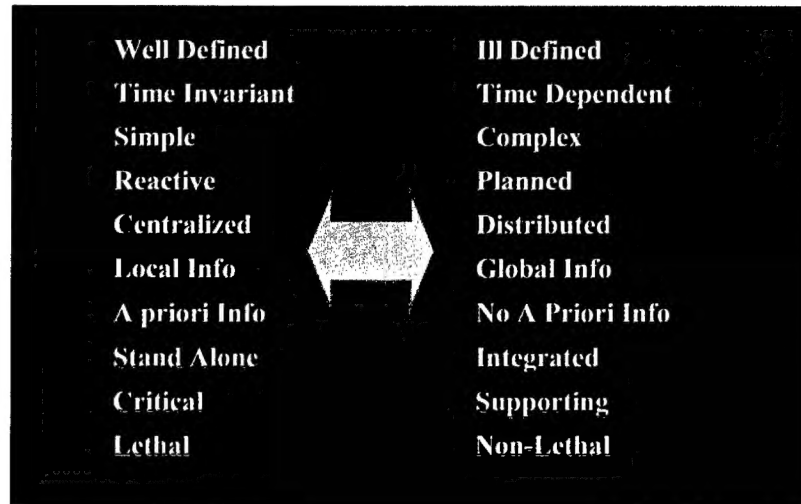 Well Defined
Ill Defined
Time Invariant
Time Dependent
Simple
Complex
Reactive
Planned
Centralized
Distributed
Local Info
Global Info
A priori Info
No A Priori Info
Stand Alone
Integrated
Critical
Supporting
Lethal
Non-Lethal